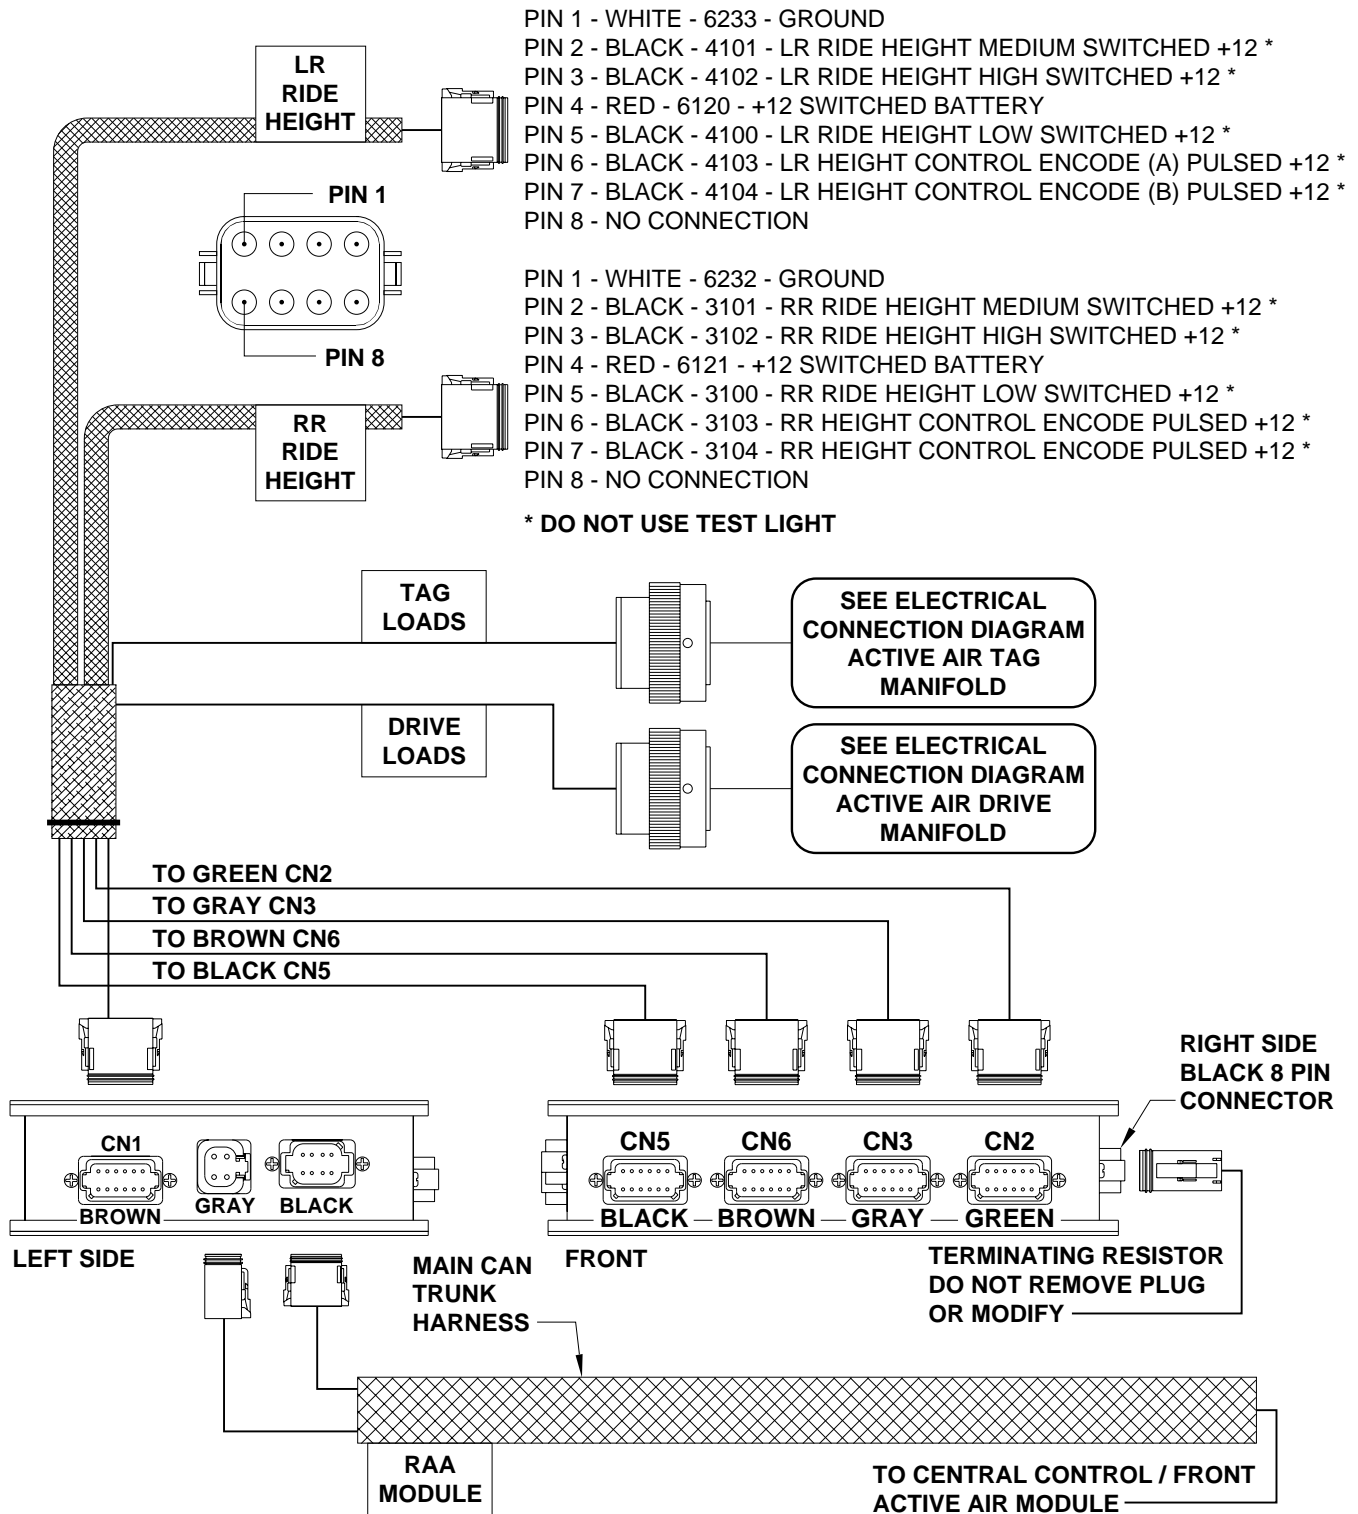 LR
RIDE
HEIGHT
PIN 1 - WHITE - 6233 - GROUND
PIN 2 - BLACK - 4101 - LR RIDE HEIGHT MEDIUM SWITCHED +12 *
PIN 3 - BLACK - 4102 - LR RIDE HEIGHT HIGH SWITCHED +12 *
PIN 4 - RED - 6120 - +12 SWITCHED BATTERY
PIN 5 - BLACK - 4100 - LR RIDE HEIGHT LOW SWITCHED +12 *
PIN 6 - BLACK - 4103 - LR HEIGHT CONTROL ENCODE (A) PULSED +12 *
PIN 7 - BLACK - 4104 - LR HEIGHT CONTROL ENCODE (B) PULSED +12 *
PIN 8 - NO CONNECTION
PIN 1
PIN 8
RR
RIDE
HEIGHT
PIN 1 - WHITE - 6232 - GROUND
PIN 2 - BLACK - 3101 - RR RIDE HEIGHT MEDIUM SWITCHED +12 *
PIN 3 - BLACK - 3102 - RR RIDE HEIGHT HIGH SWITCHED +12 *
PIN 4 - RED - 6121 - +12 SWITCHED BATTERY
PIN 5 - BLACK - 3100 - RR RIDE HEIGHT LOW SWITCHED +12 *
PIN 6 - BLACK - 3103 - RR HEIGHT CONTROL ENCODE PULSED +12 *
PIN 7 - BLACK - 3104 - RR HEIGHT CONTROL ENCODE PULSED +12 *
PIN 8 - NO CONNECTION
* DO NOT USE TEST LIGHT
TAG
LOADS
SEE ELECTRICAL
CONNECTION DIAGRAM
ACTIVE AIR TAG
MANIFOLD
DRIVE
LOADS
SEE ELECTRICAL
CONNECTION DIAGRAM
ACTIVE AIR DRIVE
MANIFOLD
TO GREEN CN2
TO GRAY CN3
TO BROWN CN6
TO BLACK CN5
RIGHT SIDE
BLACK 8 PIN
CONNECTOR
CN1
BROWN
GRAY
BLACK
LEFT SIDE
CN5
CN6
CN3
CN2
BLACK
BROWN
GRAY
GREEN
FRONT
TERMINATING RESISTOR
DO NOT REMOVE PLUG
OR MODIFY
MAIN CAN
TRUNK
HARNESS
RAA
MODULE
TO CENTRAL CONTROL / FRONT
ACTIVE AIR MODULE